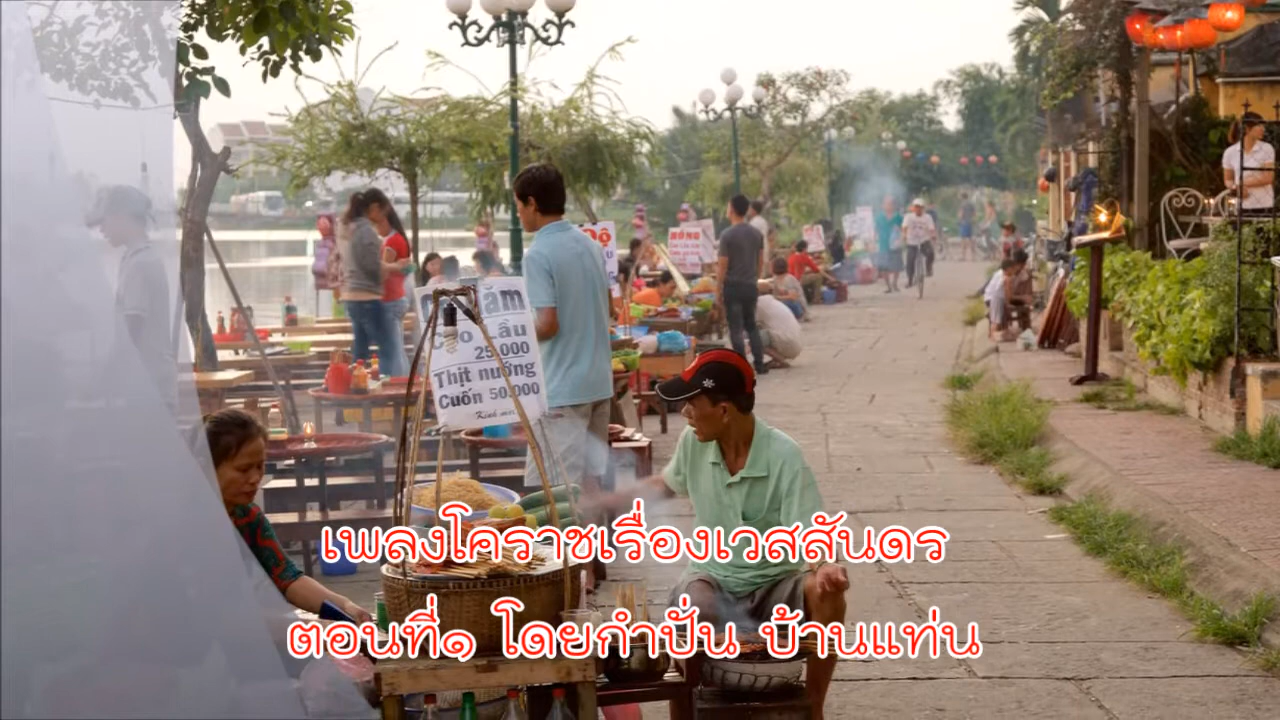 Cao Lầu
25.000
Thịt nướng
Cuốn 50.000
เพลงโคราชเรื่องเวสสันดร
ตอนที่๑ โดยกำปั่น บ้านแท่น